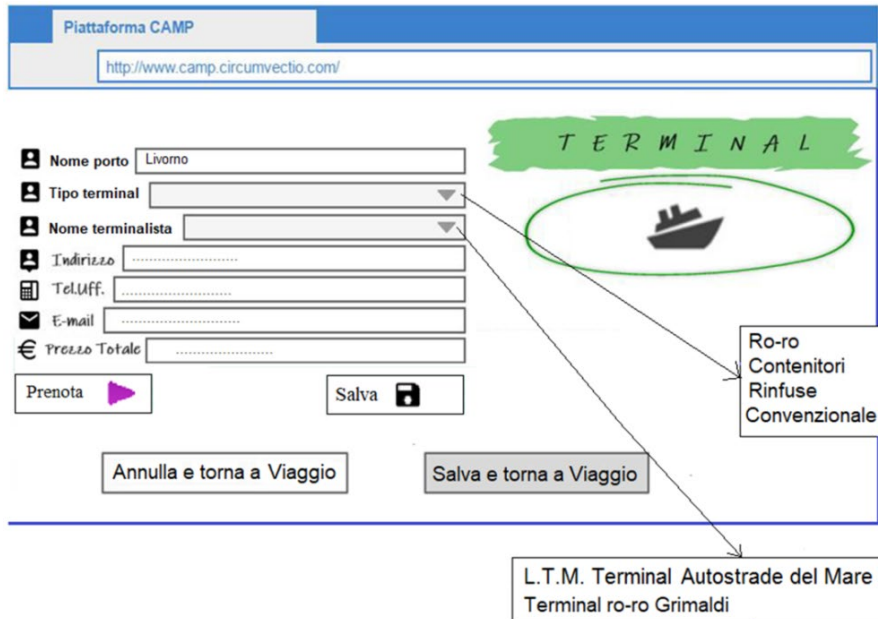 Piattaforma CAMP
http://www.camp.circumvectio.com/
TERMINAL
Nome porto Livorno
Tipo terminal
Nome terminalista
Indirizzo
Tel.Uff.
E-mail
€ Prezzo Totale
Ro-ro
Contenitori
Rinfuse
Convenzionale
Prenota
Salva
Annulla e torna a Viaggio
Salva e torna a Viaggio
L.T.M. Terminal Autostrade del Mare
Terminal ro-ro Grimaldi